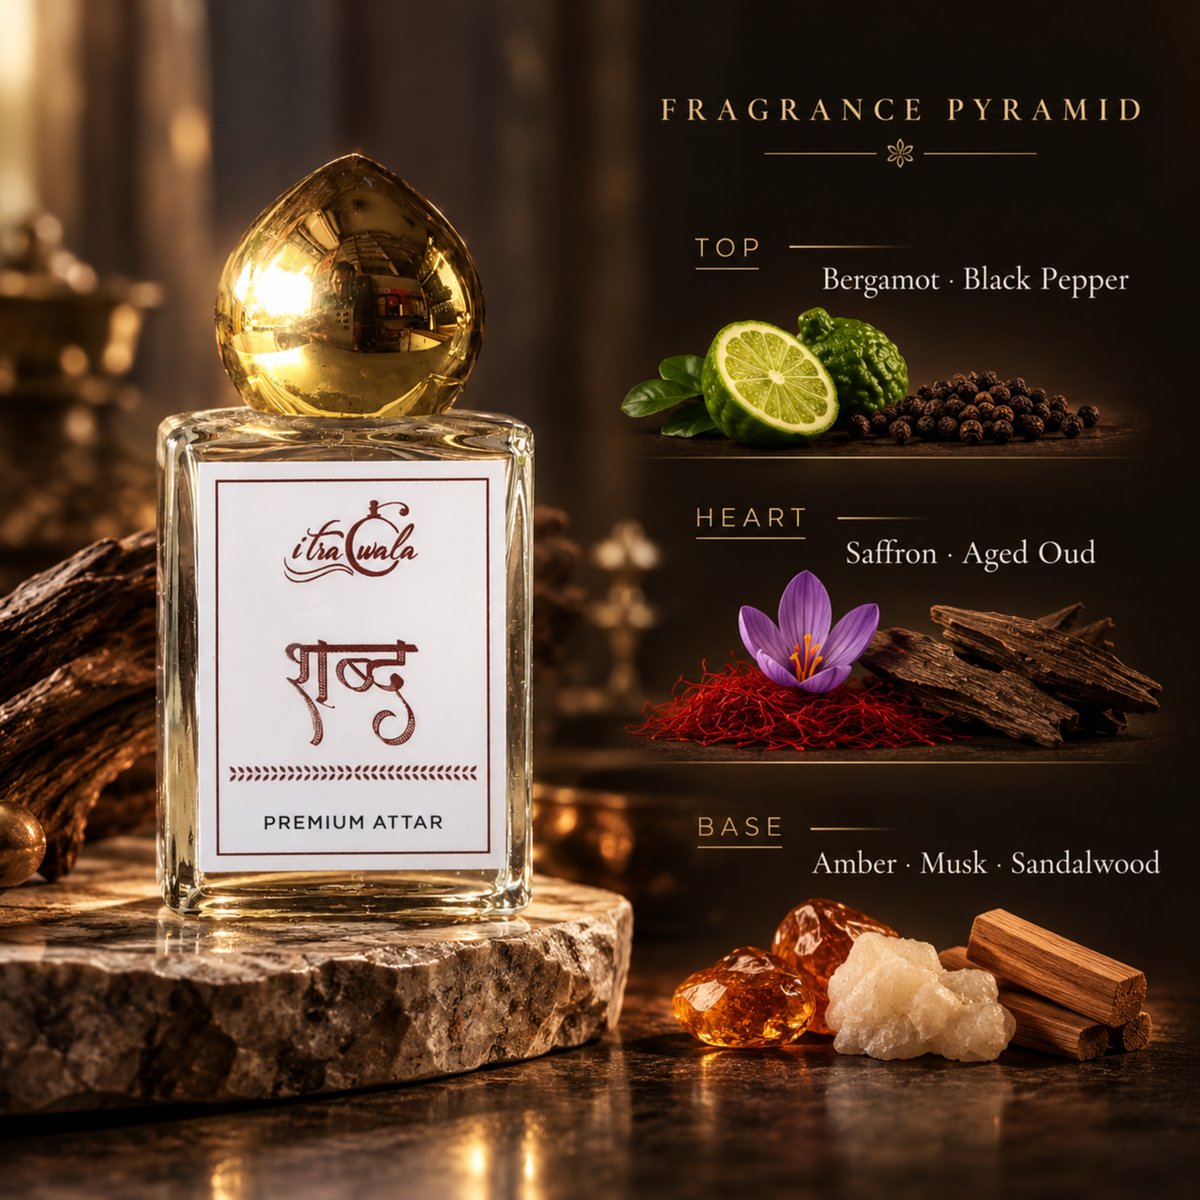 itraWala
शब्द
PREMIUM ATTAR
FRAGRANCE PYRAMID
TOP
Bergamot · Black Pepper
HEART
Saffron · Aged Oud
BASE
Amber · Musk · Sandalwood